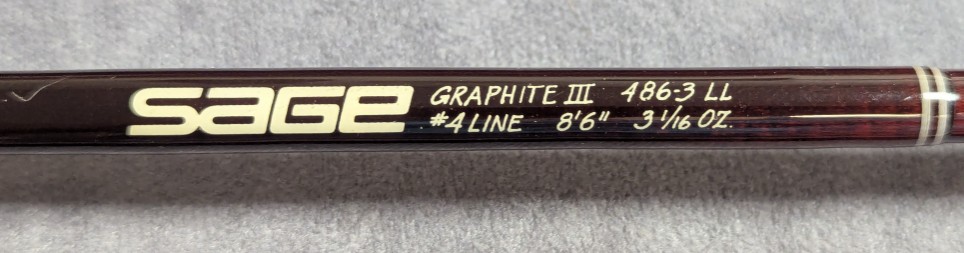 SAGE
GRAPHITE III 486-3 LL
#4 LINE 8'6" 3 1/16 OZ.